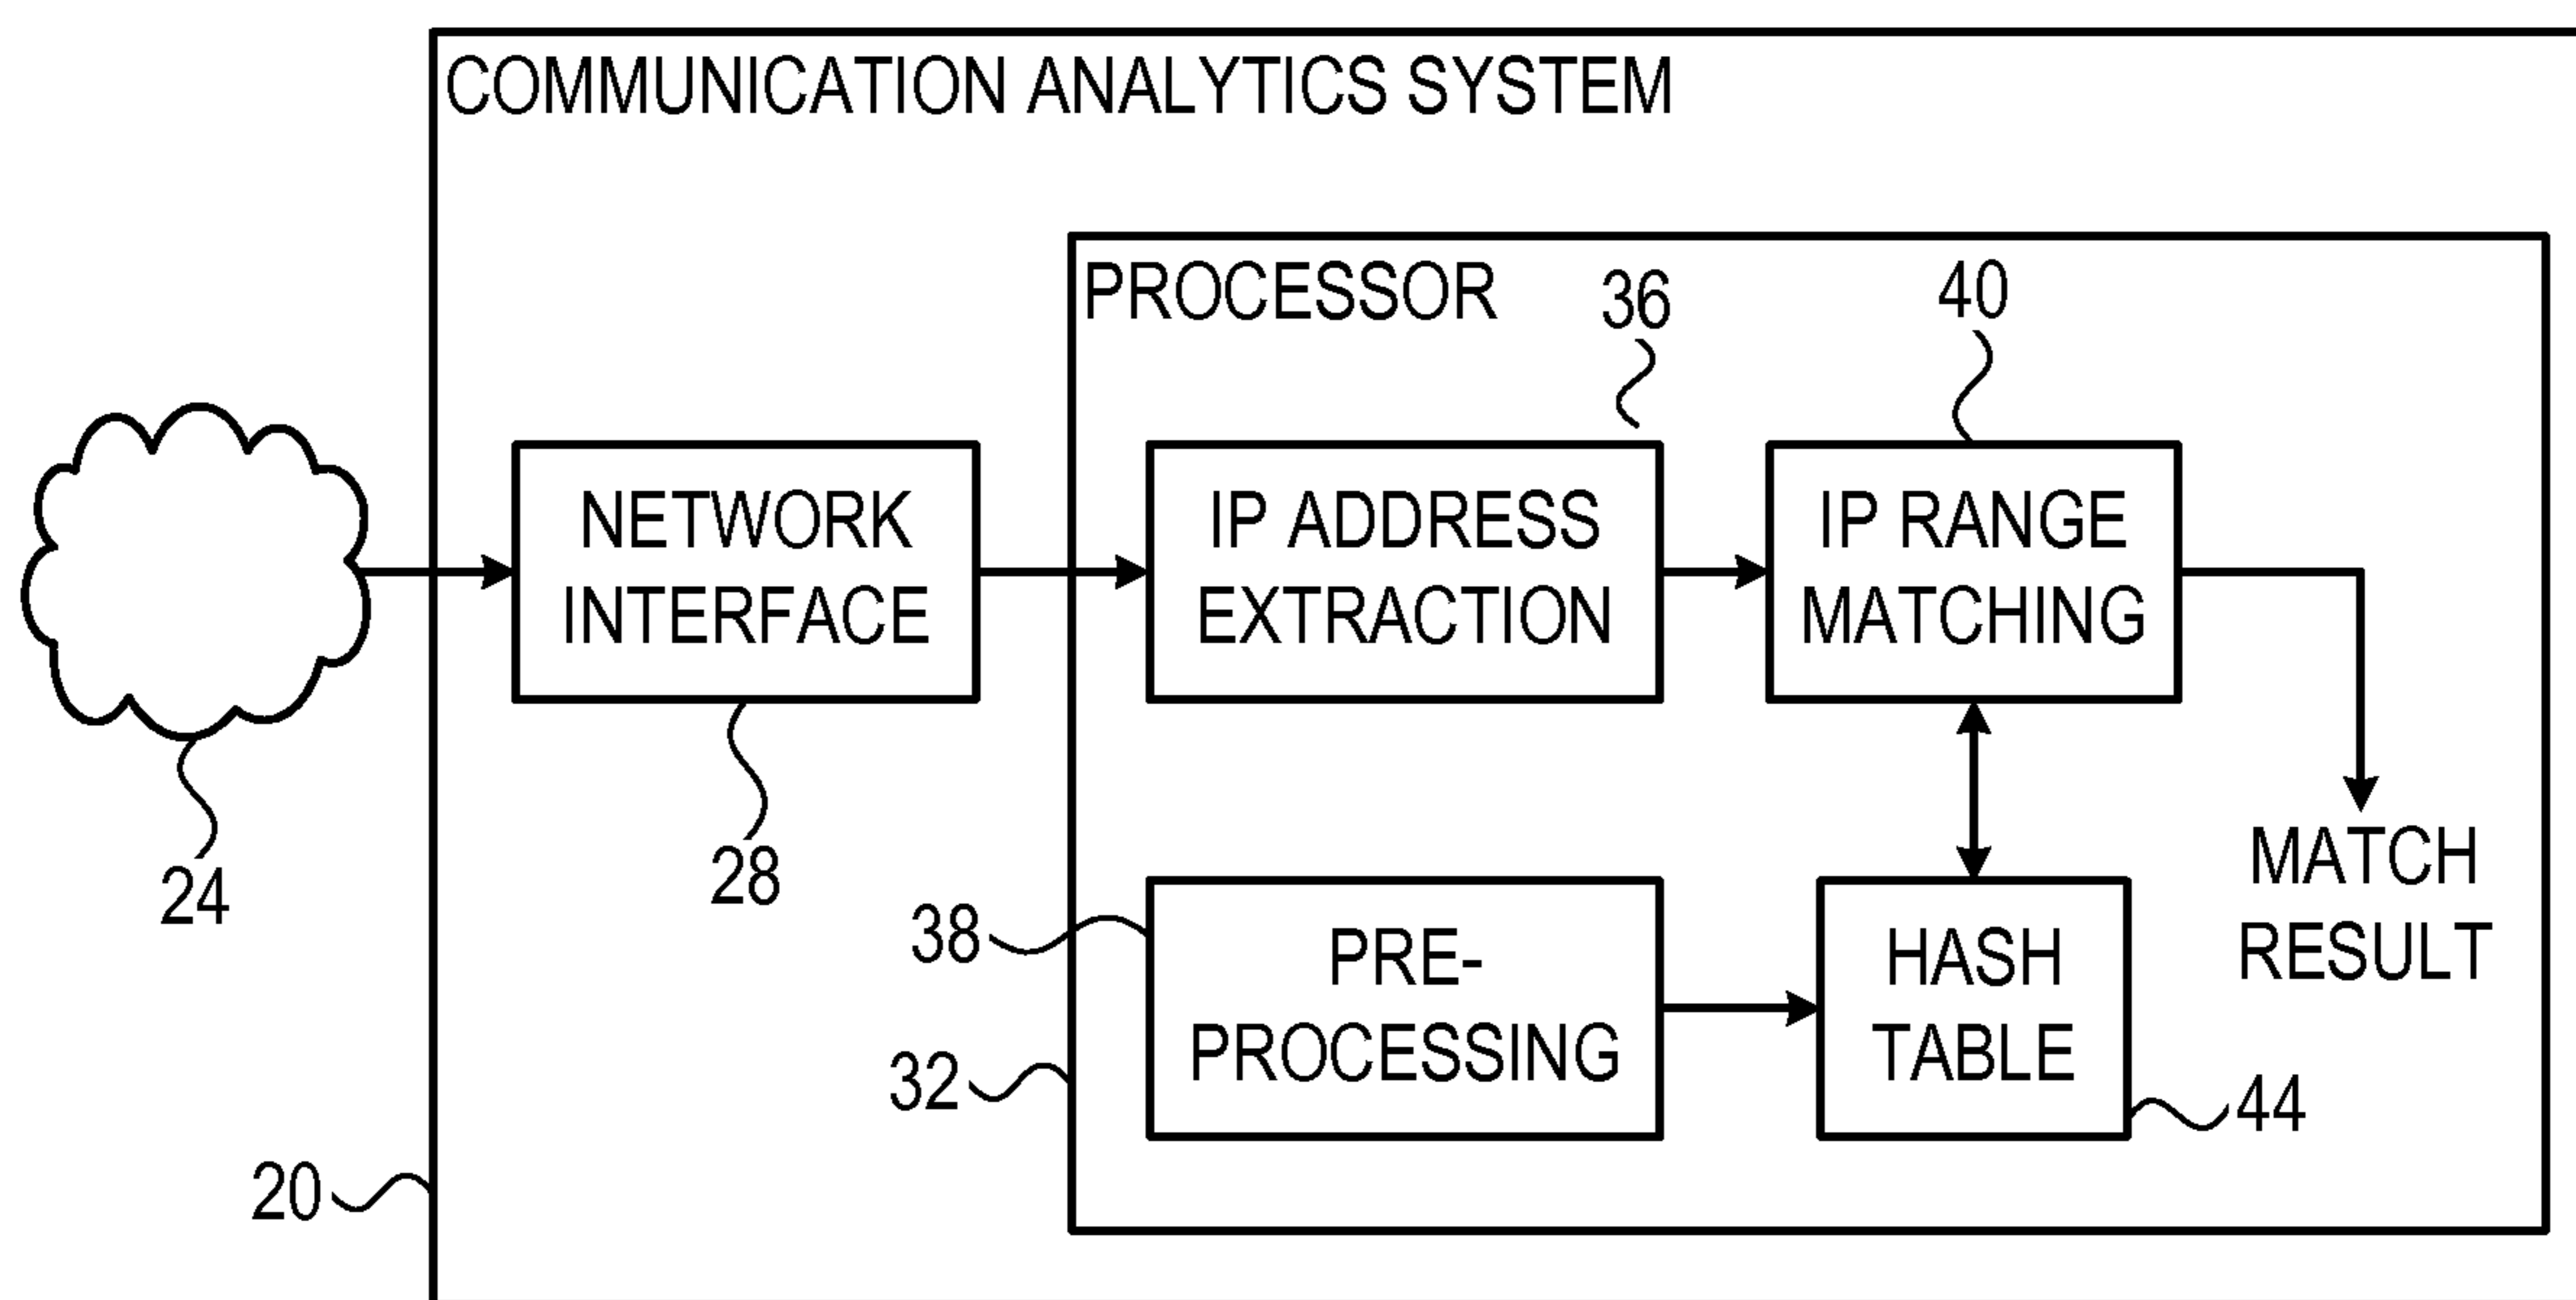 COMMUNICATION ANALYTICS SYSTEM
PROCESSOR
36
40
NETWORK
INTERFACE
IP ADDRESS
EXTRACTION
IP RANGE
MATCHING
24
28
38
PRE-
PROCESSING
HASH
TABLE
MATCH
RESULT
32
44
20